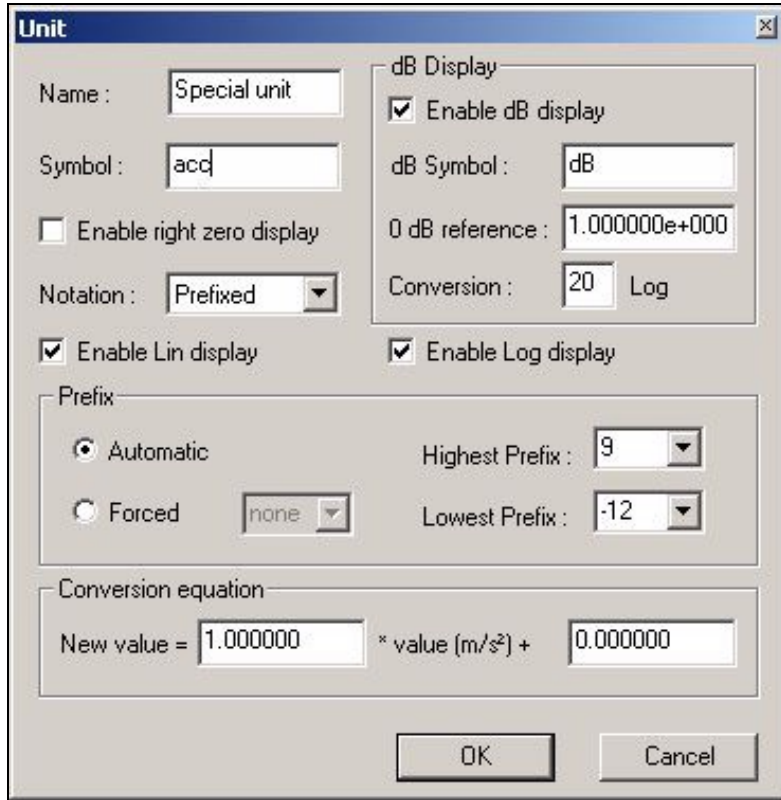 Unit
Name : Special unit
Symbol : acc
Enable right zero display
Notation : Prefixed
Enable Lin display
dB Display
Enable dB display
dB Symbol : dB
0 dB reference : 1.000000e+000
Conversion : 20 Log
Enable Log display
Prefix
Automatic
Forced none
Highest Prefix : 9
Lowest Prefix : -12
Conversion equation
New value = 1.000000 * value (m/s²) + 0.000000
OK Cancel